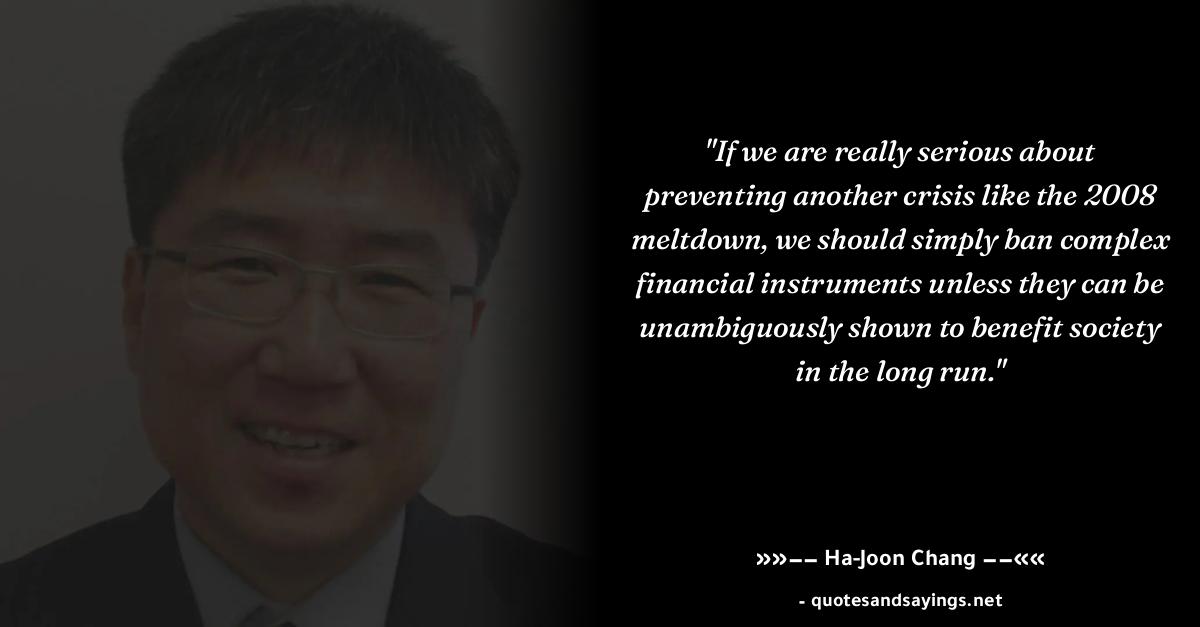 "If we are really serious about
preventing another crisis like the 2008
meltdown, we should simply ban complex
financial instruments unless they can be
unambiguously shown to benefit society
in the long run."
»»−− Ha-Joon Chang −−««
- quotesandsayings.net